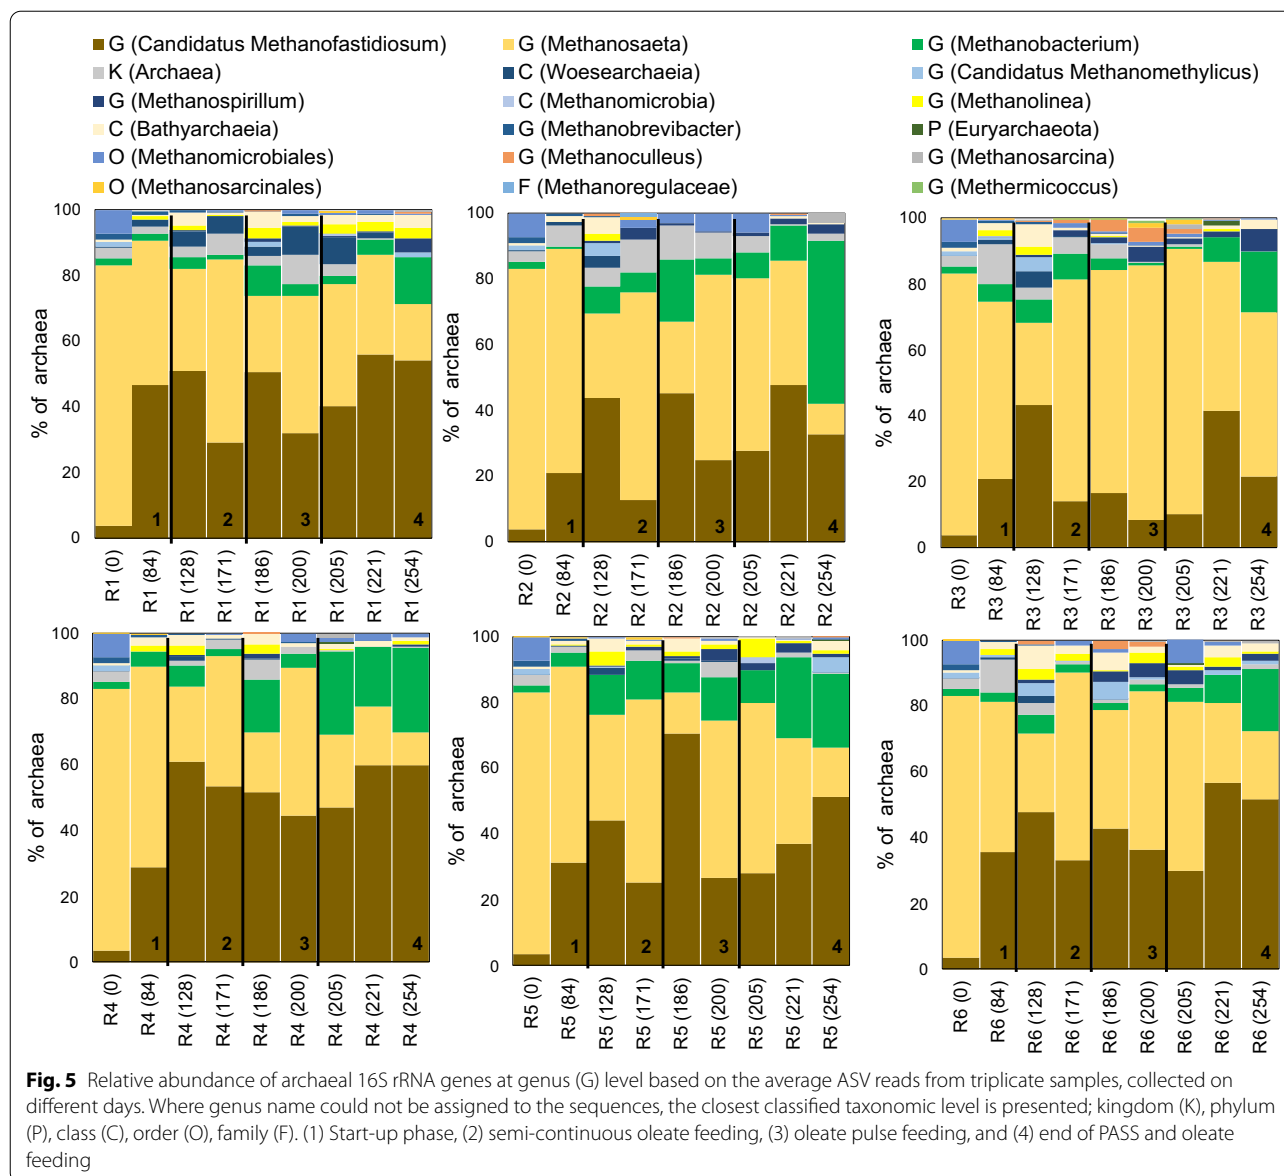 G (Candidatus Methanofastidiosum)
G (Methanosaeta)
G (Methanobacterium)
K (Archaea)
C (Woesearchaeia)
G (Candidatus Methanomethylicus)
G (Methanospirillum)
C (Methanomicrobia)
G (Methanolinea)
C (Bathyarchaeia)
G (Methanobrevibacter)
P (Euryarchaeota)
O (Methanomicrobiales)
G (Methanoculleus)
G (Methanosarcina)
O (Methanosarcinales)
F (Methanoregulaceae)
G (Methermicoccus)
% of archaea
100
80
60
40
20
0
1
2
3
4
R1 (0)
R1 (84)
R1 (128)
R1 (171)
R1 (186)
R1 (200)
R1 (205)
R1 (221)
R1 (254)
% of archaea
100
80
60
40
20
0
1
2
3
4
R2 (0)
R2 (84)
R2 (128)
R2 (171)
R2 (186)
R2 (200)
R2 (205)
R2 (221)
R2 (254)
% of archaea
100
80
60
40
20
0
1
2
3
4
R3 (0)
R3 (84)
R3 (128)
R3 (171)
R3 (186)
R3 (200)
R3 (205)
R3 (221)
R3 (254)
% of archaea
100
80
60
40
20
0
1
2
3
4
R4 (0)
R4 (84)
R4 (128)
R4 (171)
R4 (186)
R4 (200)
R4 (205)
R4 (221)
R4 (254)
% of archaea
100
80
60
40
20
0
1
2
3
4
R5 (0)
R5 (84)
R5 (128)
R5 (171)
R5 (186)
R5 (200)
R5 (205)
R5 (221)
R5 (254)
% of archaea
100
80
60
40
20
0
1
2
3
4
R6 (0)
R6 (84)
R6 (128)
R6 (171)
R6 (186)
R6 (200)
R6 (205)
R6 (221)
R6 (254)
Fig. 5 Relative abundance of archaeal 16S rRNA genes at genus (G) level based on the average ASV reads from triplicate samples, collected on
different days. Where genus name could not be assigned to the sequences, the closest classified taxonomic level is presented; kingdom (K), phylum
(P), class (C), order (O), family (F). (1) Start-up phase, (2) semi-continuous oleate feeding, (3) oleate pulse feeding, and (4) end of PASS and oleate
feeding